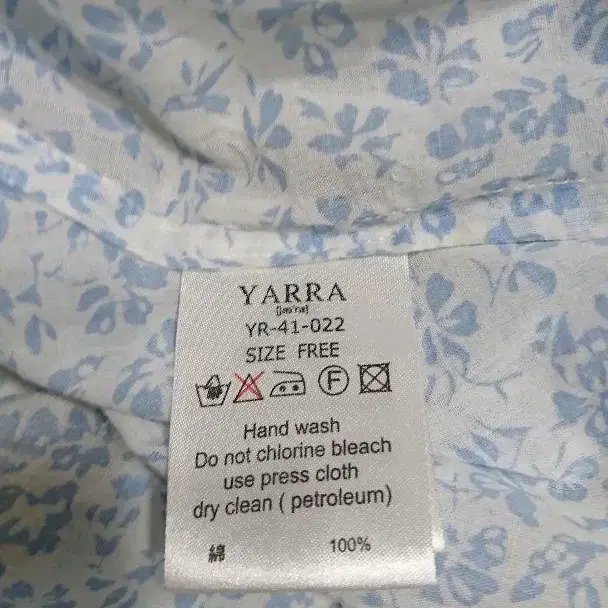 YARRA
YR-41-022
SIZE FREE
F
Hand wash
Do not chlorine bleach
use press cloth
dry clean ( petroleum)
綿 100%